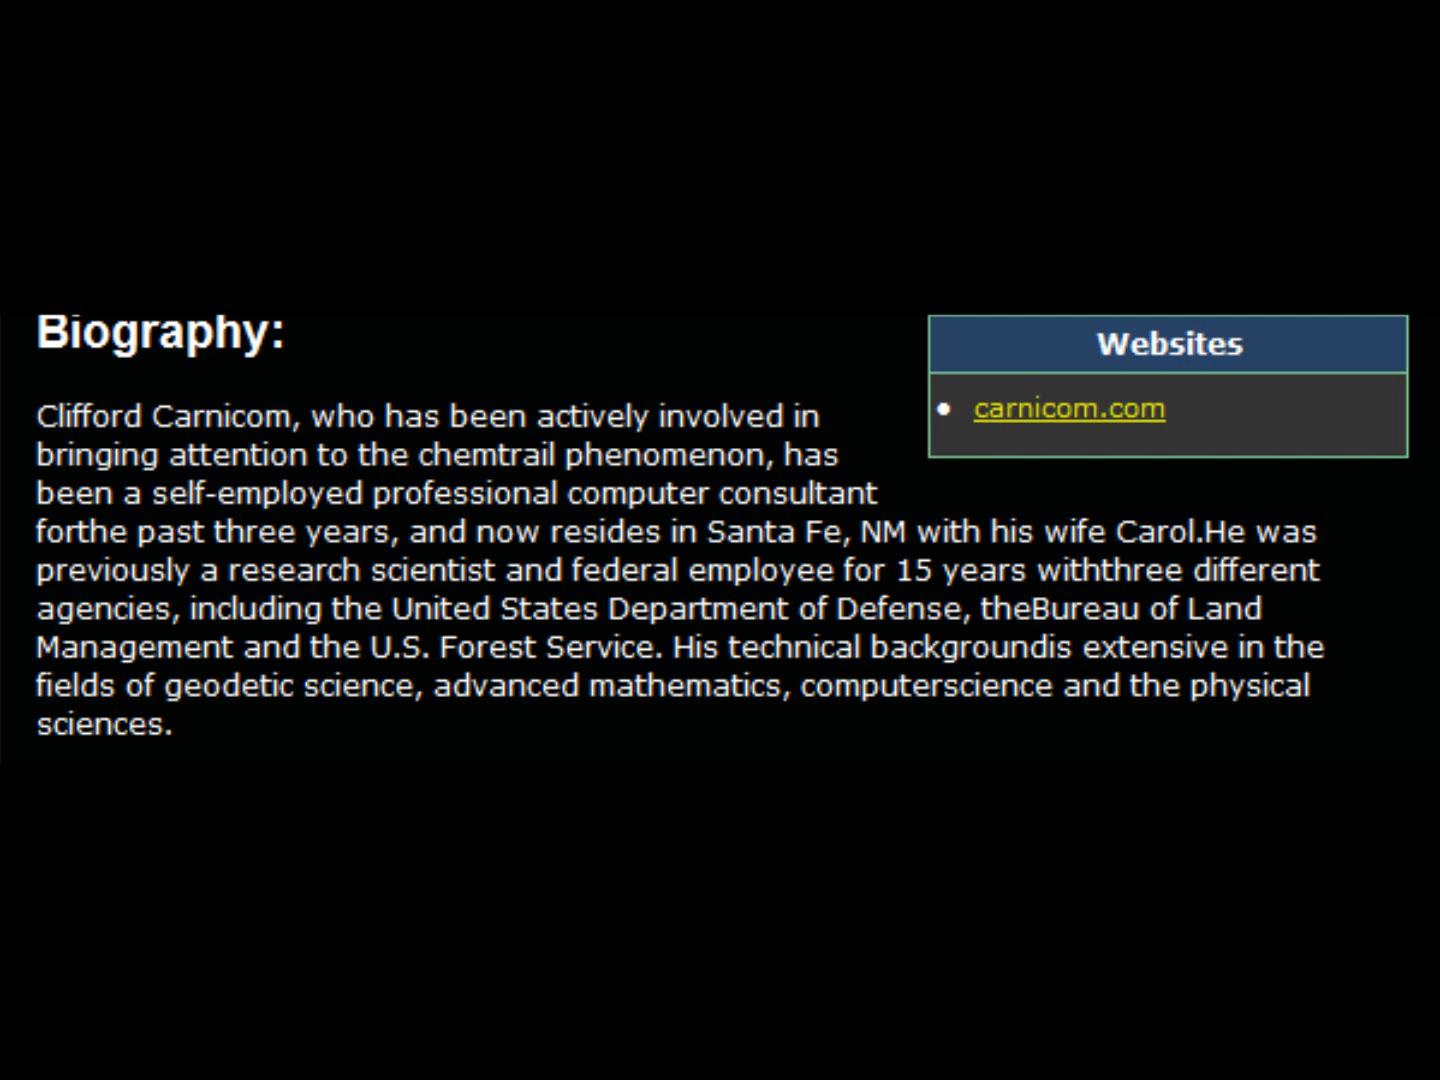 Biography:
Websites
carnicom.com
Clifford Carnicom, who has been actively involved in
bringing attention to the chemtrail phenomenon, has
been a self-employed professional computer consultant
forthe past three years, and now resides in Santa Fe, NM with his wife Carol.He was
previously a research scientist and federal employee for 15 years withthree different
agencies, including the United States Department of Defense, theBureau of Land
Management and the U.S. Forest Service. His technical backgroundis extensive in the
fields of geodetic science, advanced mathematics, computerscience and the physical
sciences.